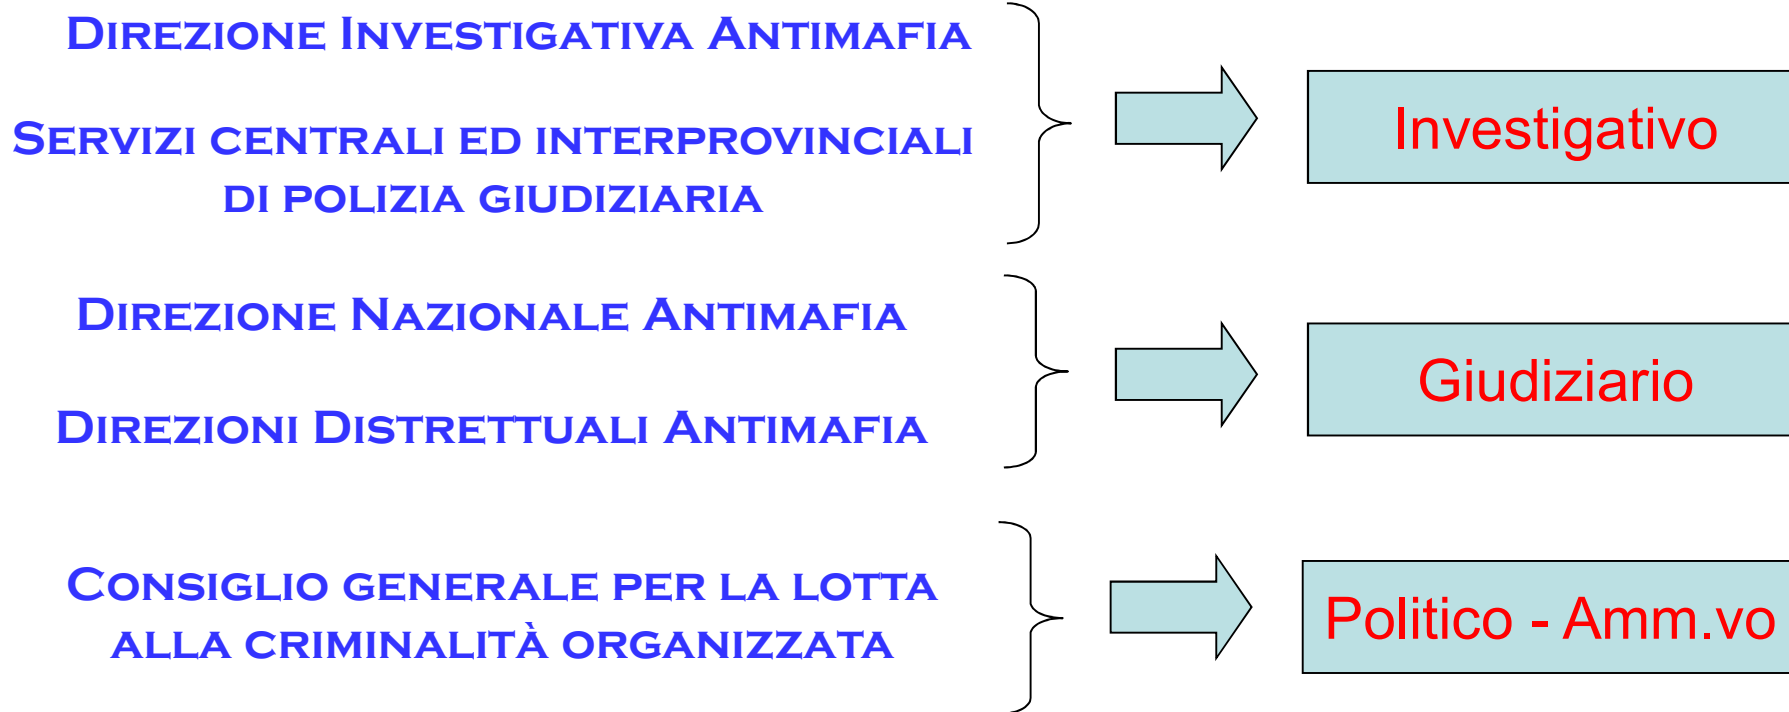 Direzione Investigativa Antimafia
Investigativo
Servizi centrali ed interprovinciali
di polizia giudiziaria
Direzione Nazionale Antimafia
Giudiziario
Direzioni Distrettuali Antimafia
Consiglio generale per la lotta
alla criminalità organizzata
Politico - Amm.vo